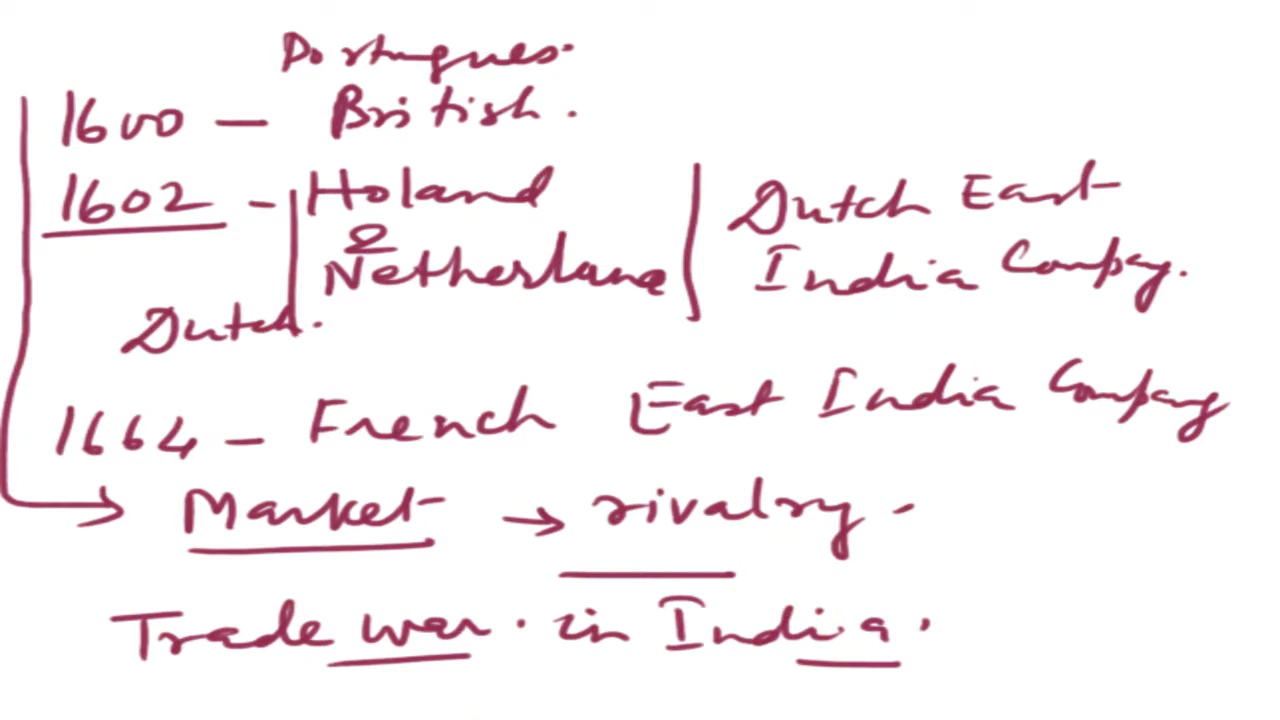 Portugues.
1600 — British.
1602 - Holand
&
Netherland
Dutch East
India Compay.
Dutch.
1664 - French East India Company
→ Market → rivalry.
Trade war. in India.